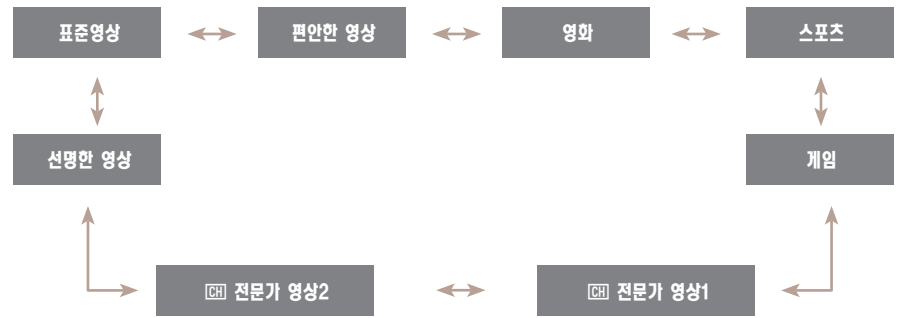 표준영상
편안한 영상
영화
스포츠
선명한 영상
게임
CH 전문가 영상2
CH 전문가 영상1